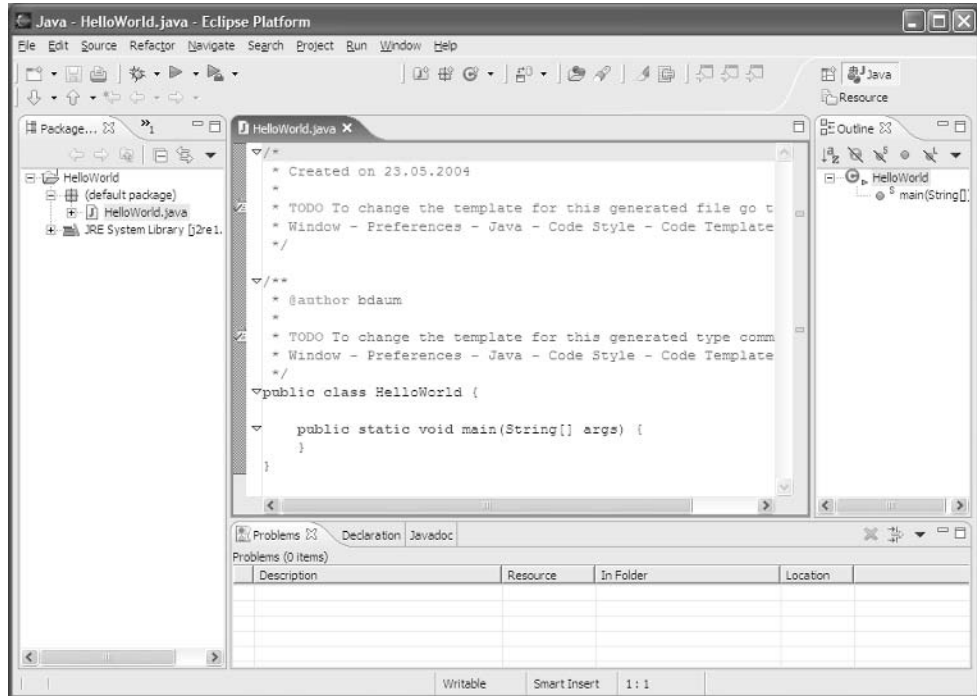 Java - HelloWorld.java - Eclipse Platform
File Edit Source Refactor Navigate Search Project Run Window Help
Java
Resource
Package...
HelloWorld
(default package)
HelloWorld.java
JRE System Library [j2re1.
HelloWorld.java
/*
* Created on 23.05.2004
*
* TODO To change the template for this generated file go t
* Window - Preferences - Java - Code Style - Code Template
*/
/**
* @author bdaum
*
* TODO To change the template for this generated type comm
* Window - Preferences - Java - Code Style - Code Template
*/
public class HelloWorld {
public static void main(String[] args) {
}
}
Outline
HelloWorld
main(String[]
Problems Declaration Javadoc
Problems (0 items)
Description Resource In Folder Location
Writable Smart Insert 1 : 1